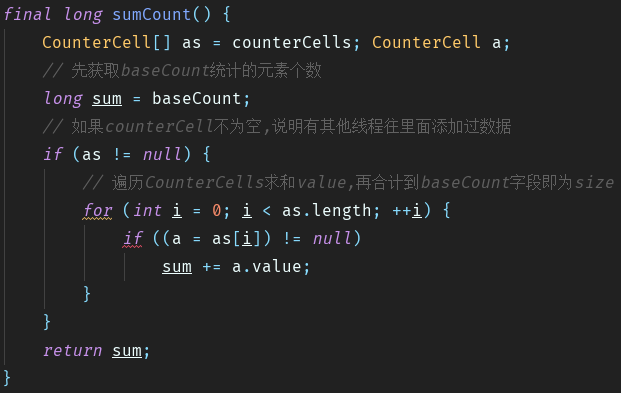 final long sumCount() {
    CounterCell[] as = counterCells; CounterCell a;
    // 先获取baseCount统计的元素个数
    long sum = baseCount;
    // 如果counterCell不为空,说明有其他线程往里面添加过数据
    if (as != null) {
        // 遍历CounterCells求和value,再合计到baseCount字段即为size
        for (int i = 0; i < as.length; ++i) {
            if ((a = as[i]) != null)
                sum += a.value;
        }
    }
    return sum;
}